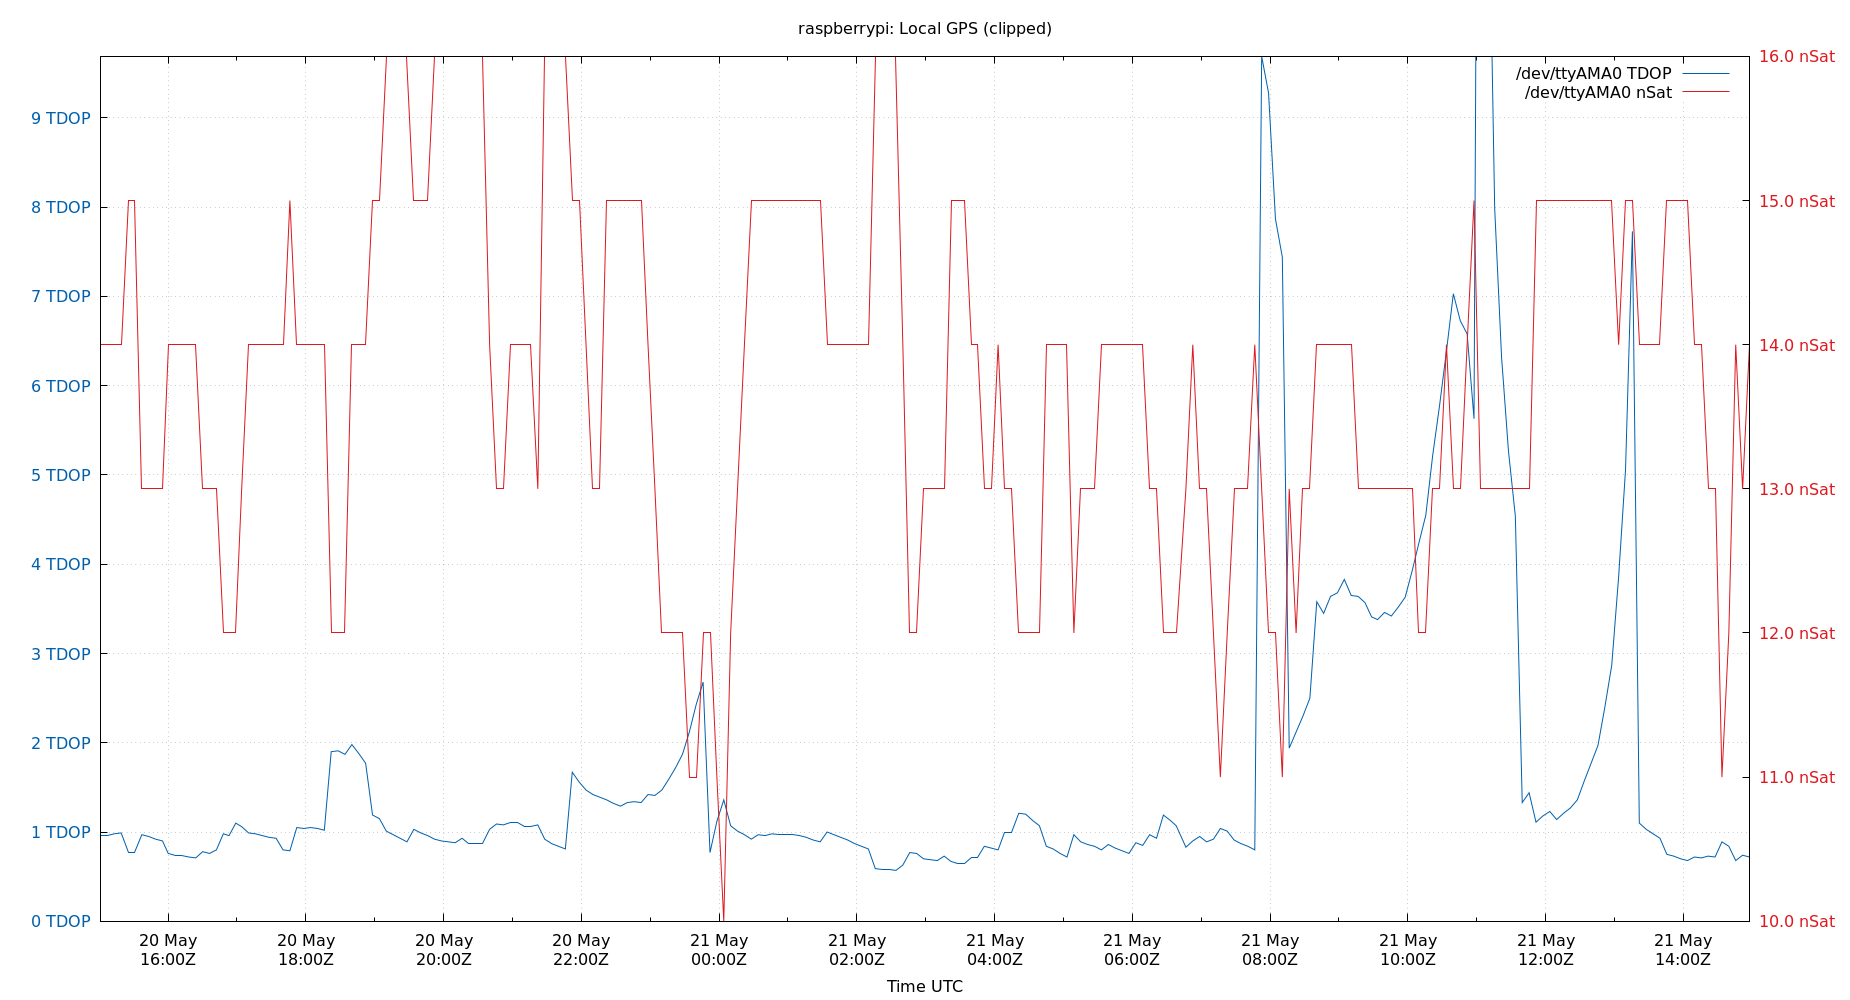 raspberrypi: Local GPS (clipped)
/dev/ttyAMA0 TDOP
/dev/ttyAMA0 nSat
9 TDOP
8 TDOP
7 TDOP
6 TDOP
5 TDOP
4 TDOP
3 TDOP
2 TDOP
1 TDOP
0 TDOP
16.0 nSat
15.0 nSat
14.0 nSat
13.0 nSat
12.0 nSat
11.0 nSat
10.0 nSat
20 May
16:00Z
20 May
18:00Z
20 May
20:00Z
20 May
22:00Z
21 May
00:00Z
21 May
02:00Z
21 May
04:00Z
21 May
06:00Z
21 May
08:00Z
21 May
10:00Z
21 May
12:00Z
21 May
14:00Z
Time UTC